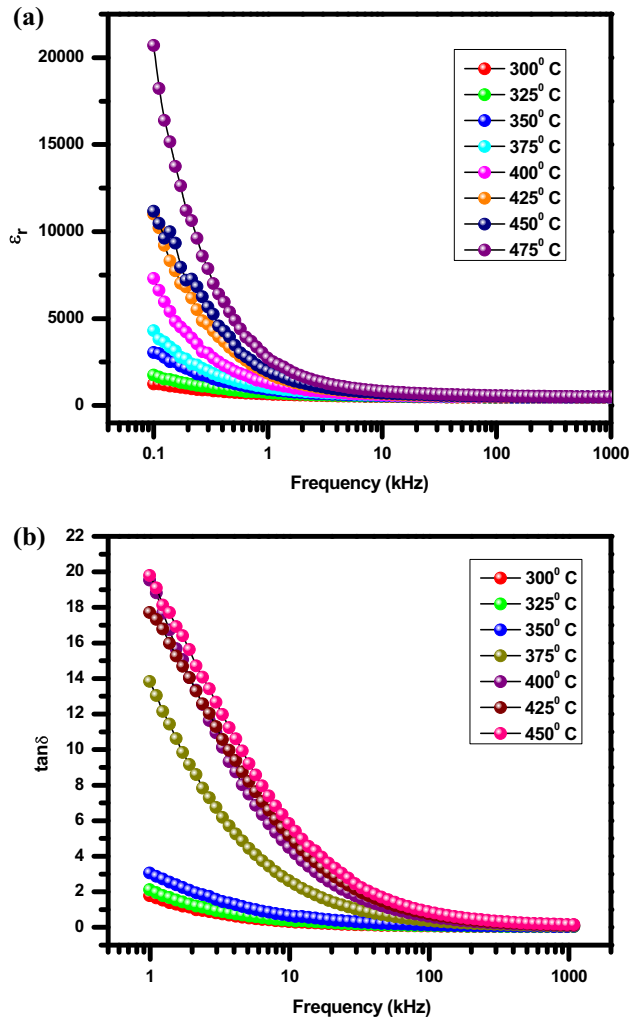 (a)
20000
15000
10000
5000
0
εr
300⁰ C
325⁰ C
350⁰ C
375⁰ C
400⁰ C
425⁰ C
450⁰ C
475⁰ C
0.1 1 10 100 1000
Frequency (kHz)
(b)
22
20
18
16
14
12
10
8
6
4
2
0
tanδ
300⁰ C
325⁰ C
350⁰ C
375⁰ C
400⁰ C
425⁰ C
450⁰ C
1 10 100 1000
Frequency (kHz)